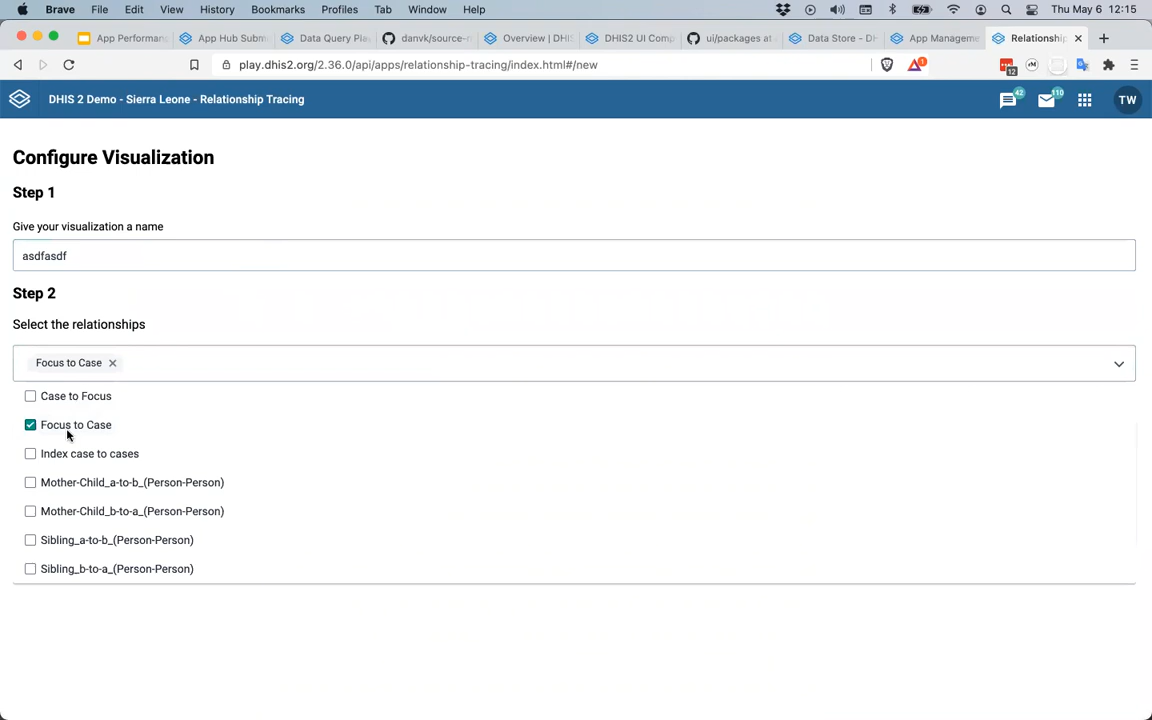 Brave File Edit View History Bookmarks Profiles Tab Window Help Thu May 6 12:15
App Performan App Hub Subm Data Query Pla danvk/source- Overview | DHI DHIS2 UI Comp ui/packages at Data Store - DH App Manageme Relationship
play.dhis2.org/2.36.0/api/apps/relationship-tracing/index.html#/new 1 12
DHIS 2 Demo - Sierra Leone - Relationship Tracing 42 110 TW
Configure Visualization
Step 1
Give your visualization a name
asdfasdf
Step 2
Select the relationships
Focus to Case
Case to Focus
Focus to Case
Index case to cases
Mother-Child_a-to-b_(Person-Person)
Mother-Child_b-to-a_(Person-Person)
Sibling_a-to-b_(Person-Person)
Sibling_b-to-a_(Person-Person)